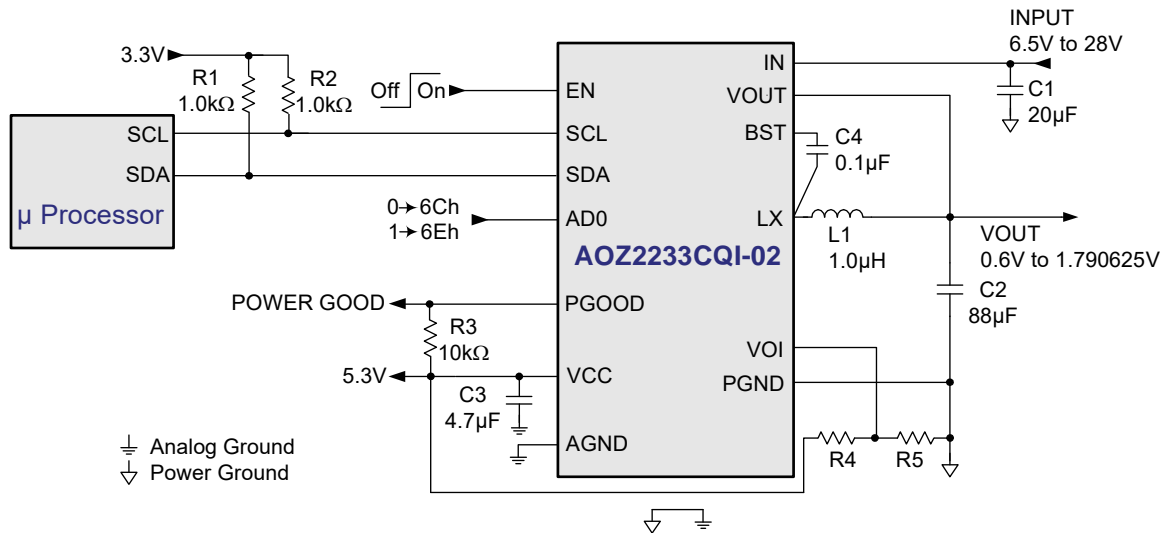 INPUT
6.5V to 28V
3.3V
R1
1.0kΩ
R2
1.0kΩ
Off
On
EN
IN
VOUT
BST
C1
20µF
SCL
SCL
C4
0.1µF
SDA
SDA
µ Processor
0→6Ch
1→6Eh
AD0
LX
L1
1.0µH
AOZ2233CQI-02
VOUT
0.6V to 1.790625V
C2
88µF
POWER GOOD
PGOOD
R3
10kΩ
VOI
5.3V
VCC
PGND
C3
4.7µF
AGND
R4
R5
Analog Ground
Power Ground